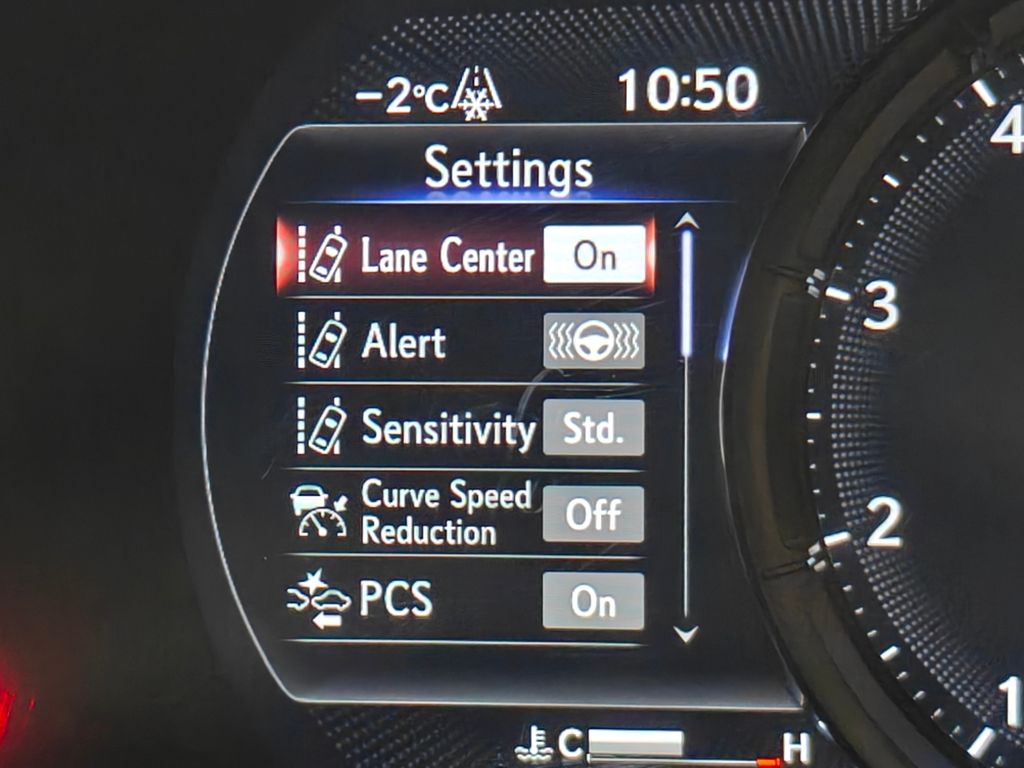 -2°C 10:50
Settings
Lane Center On
Alert
Sensitivity Std.
Curve Speed
Reduction Off
PCS On
C H
4
3
2
1